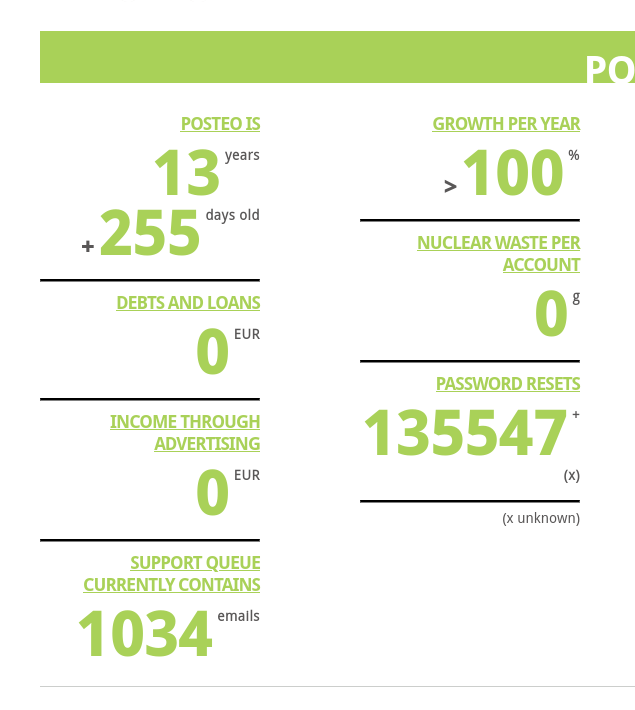 PO
POSTEO IS
13 years
+ 255 days old
DEBTS AND LOANS
0 EUR
INCOME THROUGH
ADVERTISING
0 EUR
SUPPORT QUEUE
CURRENTLY CONTAINS
1034 emails
GROWTH PER YEAR
> 100 %
NUCLEAR WASTE PER
ACCOUNT
0 g
PASSWORD RESETS
135547 +
(x)
(x unknown)